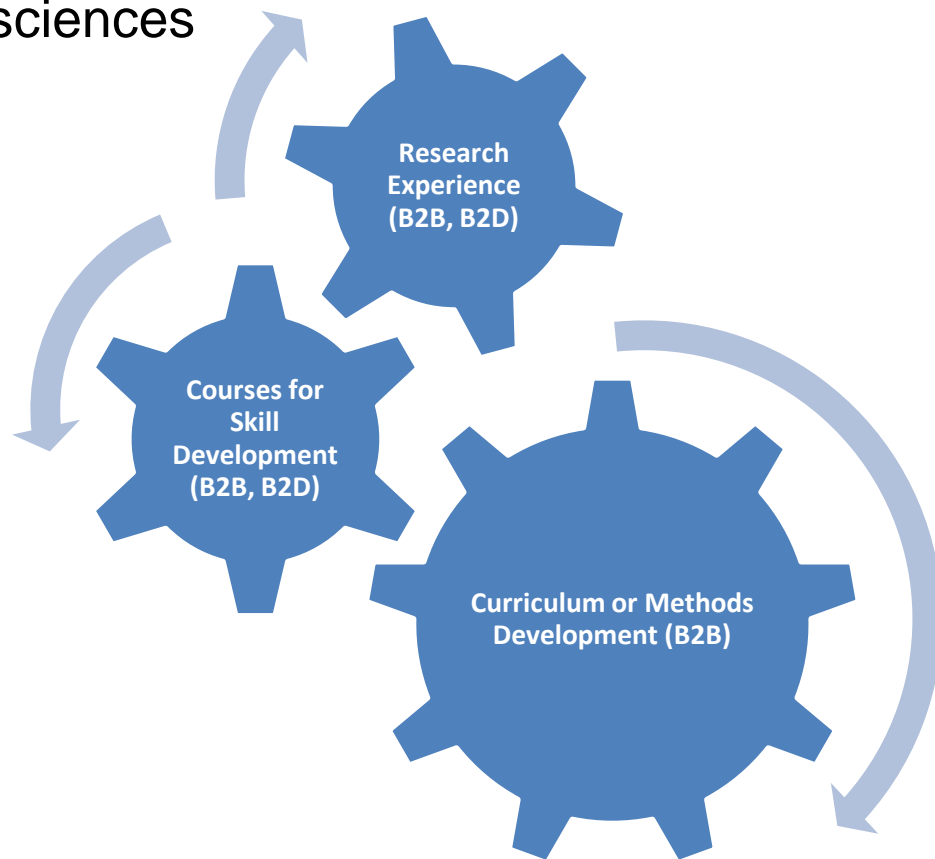 sciences
Research
Experience
(B2B, B2D)
Courses for
Skill
Development
(B2B, B2D)
Curriculum or Methods
Development (B2B)